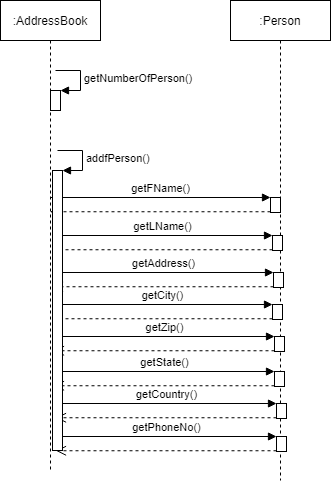 :AddressBook
:Person
getNumberOfPerson()
addfPerson()
getFName()
getLName()
getAddress()
getCity()
getZip()
getState()
getCountry()
getPhoneNo()